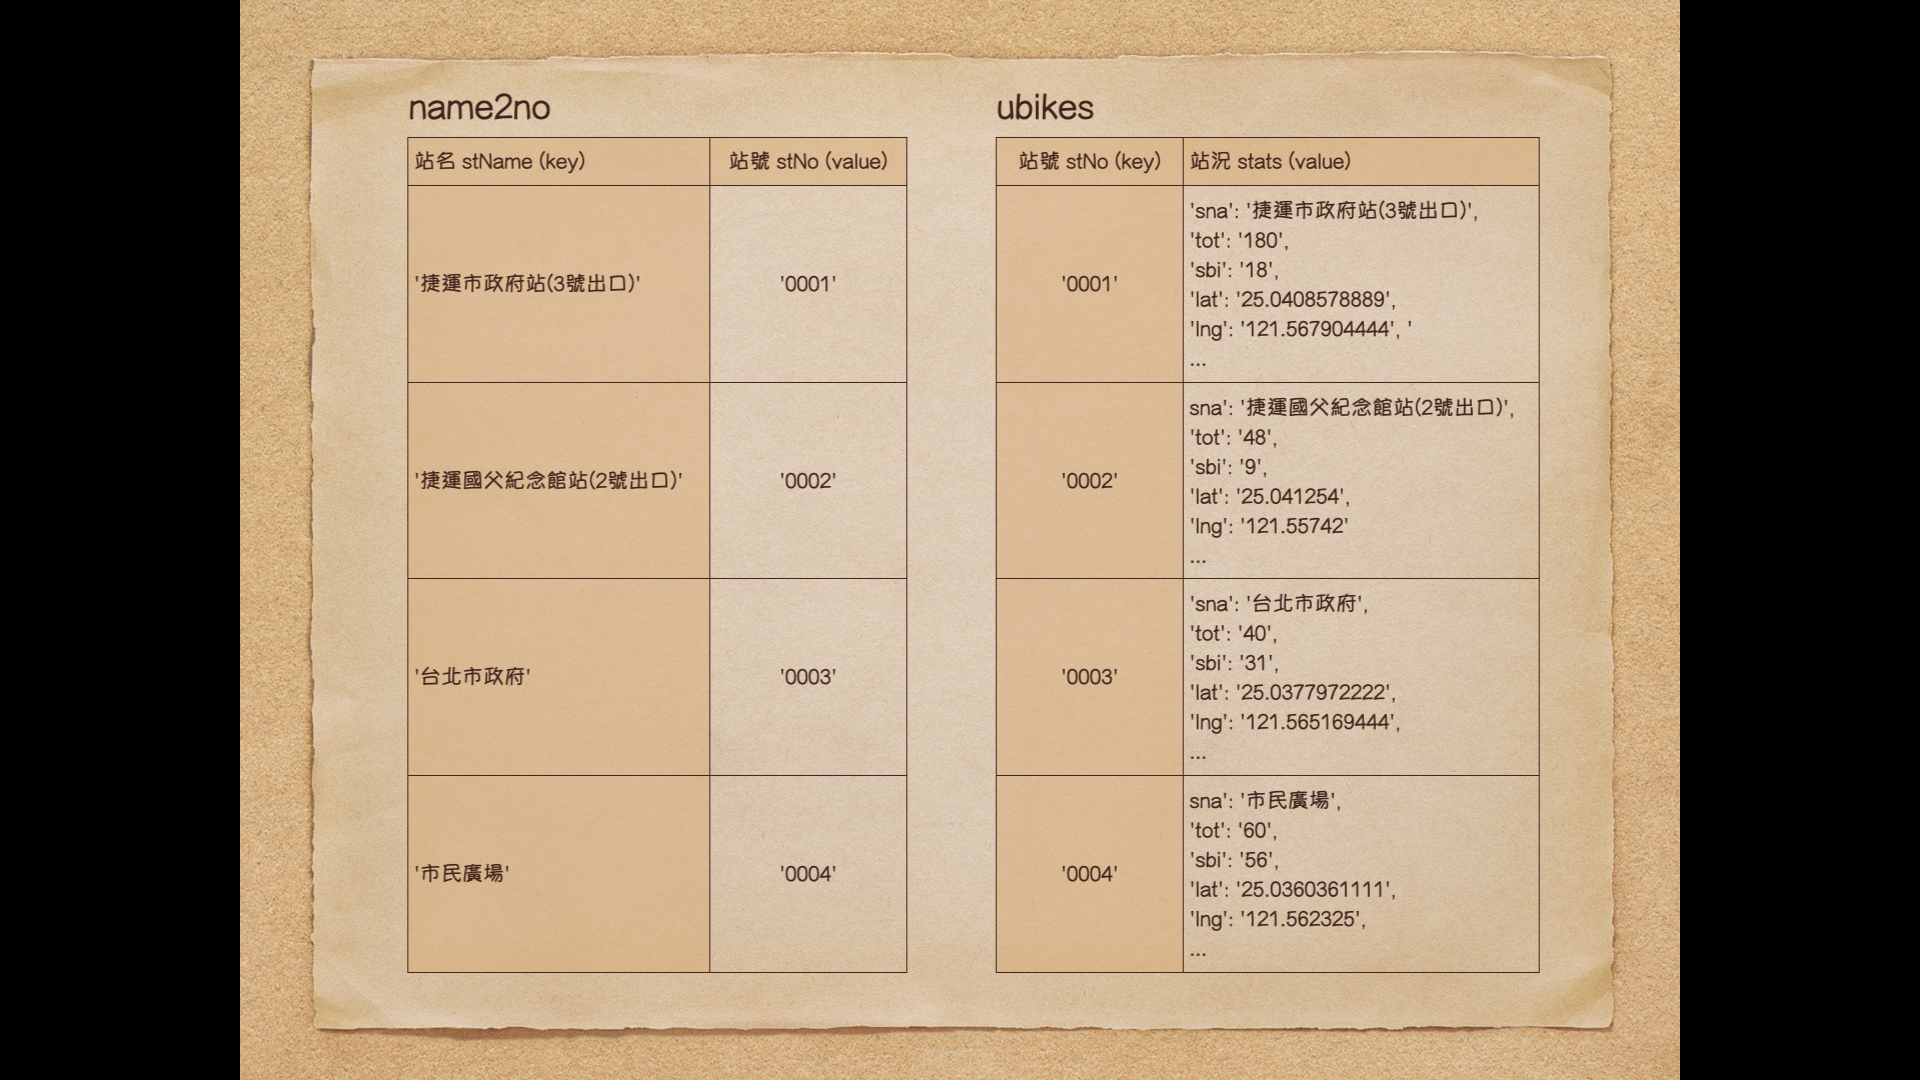 name2no
站名 stName (key)
站號 stNo (value)
'捷運市政府站(3號出口)'
'0001'
'捷運國父紀念館站(2號出口)'
'0002'
'台北市政府'
'0003'
'市民廣場'
'0004'
ubikes
站號 stNo (key)
站況 stats (value)
'0001'
'sna': '捷運市政府站(3號出口)',
'tot': '180',
'sbi': '18',
'lat': '25.0408578889',
'lng': '121.567904444', '
...
'0002'
sna': '捷運國父紀念館站(2號出口)',
'tot': '48',
'sbi': '9',
'lat': '25.041254',
'lng': '121.55742'
...
'0003'
'sna': '台北市政府',
'tot': '40',
'sbi': '31',
'lat': '25.0377972222',
'lng': '121.565169444',
...
'0004'
sna': '市民廣場',
'tot': '60',
'sbi': '56',
'lat': '25.0360361111',
'lng': '121.562325',
...